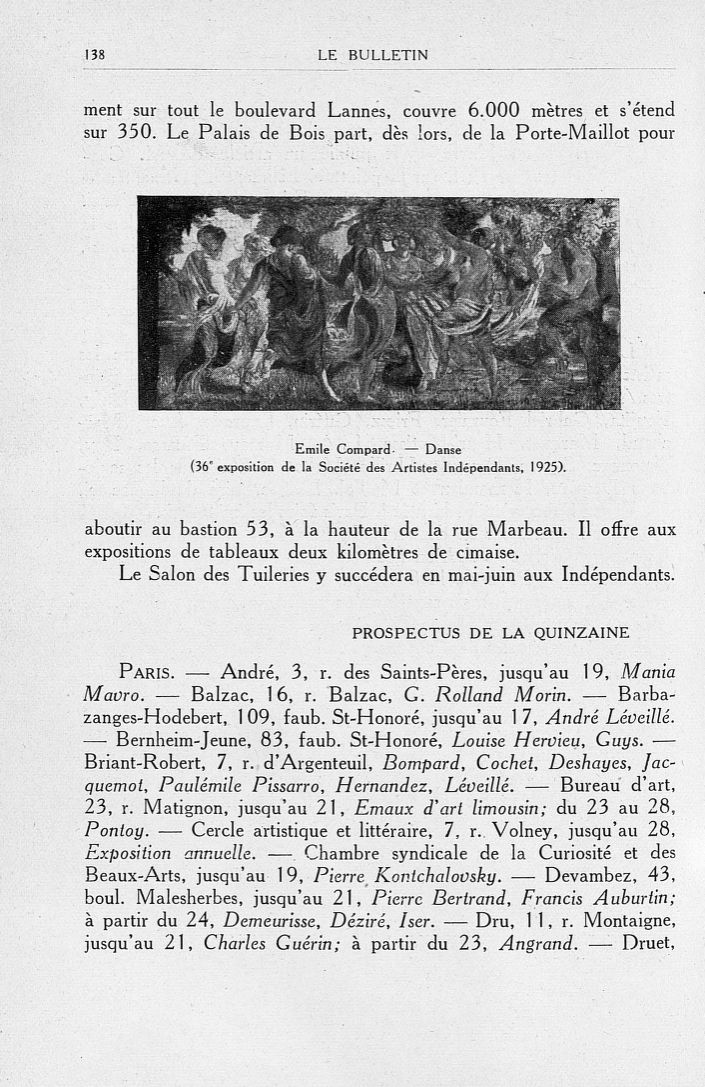 138
LE BULLETIN
ment sur tout le boulevard Lannes, couvre 6.000 mètres et s'étend
sur 350. Le Palais de Bois part, dès lors, de la Porte-Maillot pour
Emile Compard. — Danse
(36e exposition de la Société des Artistes Indépendants, 1925).
aboutir au bastion 53, à la hauteur de la rue Marbeau. Il offre aux
expositions de tableaux deux kilomètres de cimaise.
Le Salon des Tuileries y succédera en mai-juin aux Indépendants.
PROSPECTUS DE LA QUINZAINE
PARIS. — André, 3, r. des Saints-Pères, jusqu'au 19, Mania
Mavro. — Balzac, 16, r. Balzac, G. Rolland Morin. — Barba-
zanges-Hodebert, 109, faub. St-Honoré, jusqu'au 17, André Léveillé.
— Bernheim-Jeune, 83, faub. St-Honoré, Louise Hervieu, Guys. —
Briant-Robert, 7, r. d'Argenteuil, Bompard, Cochet, Deshayes, Jac-
quemot, Paulémile Pissarro, Hernandez, Léveillé. — Bureau d'art,
23, r. Matignon, jusqu'au 21, Emaux d'art limousin; du 23 au 28,
Pontoy. — Cercle artistique et littéraire, 7, r. Volney, jusqu'au 28,
Exposition annuelle. — Chambre syndicale de la Curiosité et des
Beaux-Arts, jusqu'au 19, Pierre Kontchalovsky. — Devambez, 43,
boul. Malesherbes, jusqu'au 21, Pierre Bertrand, Francis Auburtin;
à partir du 24, Demeurisse, Déziré, Iser. — Dru, 11, r. Montaigne,
jusqu'au 21, Charles Guérin; à partir du 23, Angrand. — Druet,